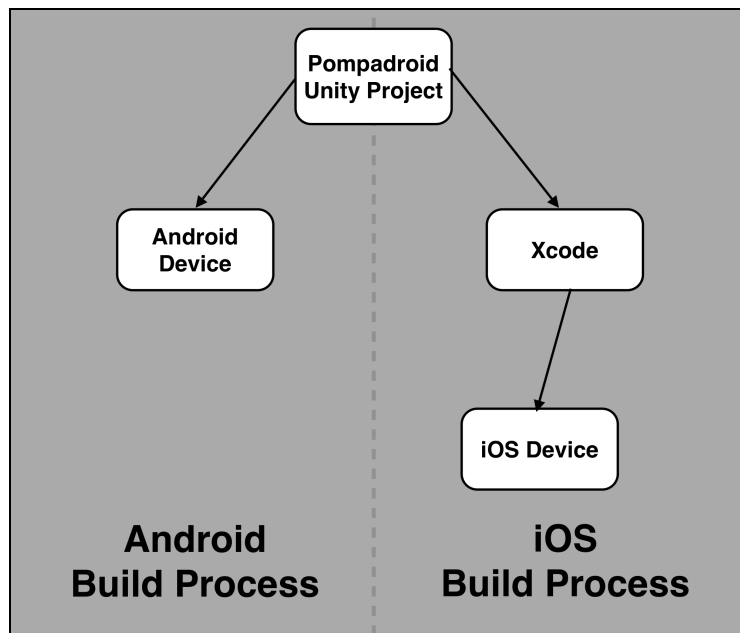 Pompadroid
Unity Project
Android
Device
Xcode
iOS Device
Android
Build Process
iOS
Build Process